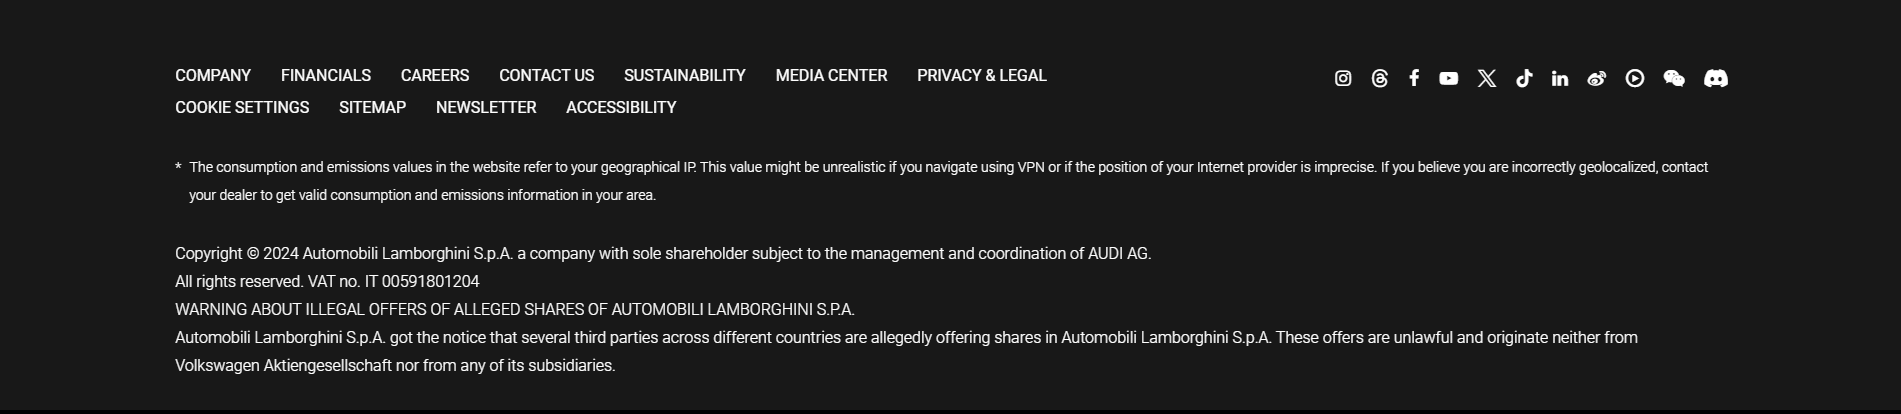 COMPANY FINANCIALS CAREERS CONTACT US SUSTAINABILITY MEDIA CENTER PRIVACY & LEGAL
COOKIE SETTINGS SITEMAP NEWSLETTER ACCESSIBILITY
* The consumption and emissions values in the website refer to your geographical IP. This value might be unrealistic if you navigate using VPN or if the position of your Internet provider is imprecise. If you believe you are incorrectly geolocalized, contact
your dealer to get valid consumption and emissions information in your area.
Copyright © 2024 Automobili Lamborghini S.p.A. a company with sole shareholder subject to the management and coordination of AUDI AG.
All rights reserved. VAT no. IT 00591801204
WARNING ABOUT ILLEGAL OFFERS OF ALLEGED SHARES OF AUTOMOBILI LAMBORGHINI S.P.A.
Automobili Lamborghini S.p.A. got the notice that several third parties across different countries are allegedly offering shares in Automobili Lamborghini S.p.A. These offers are unlawful and originate neither from
Volkswagen Aktiengesellschaft nor from any of its subsidiaries.